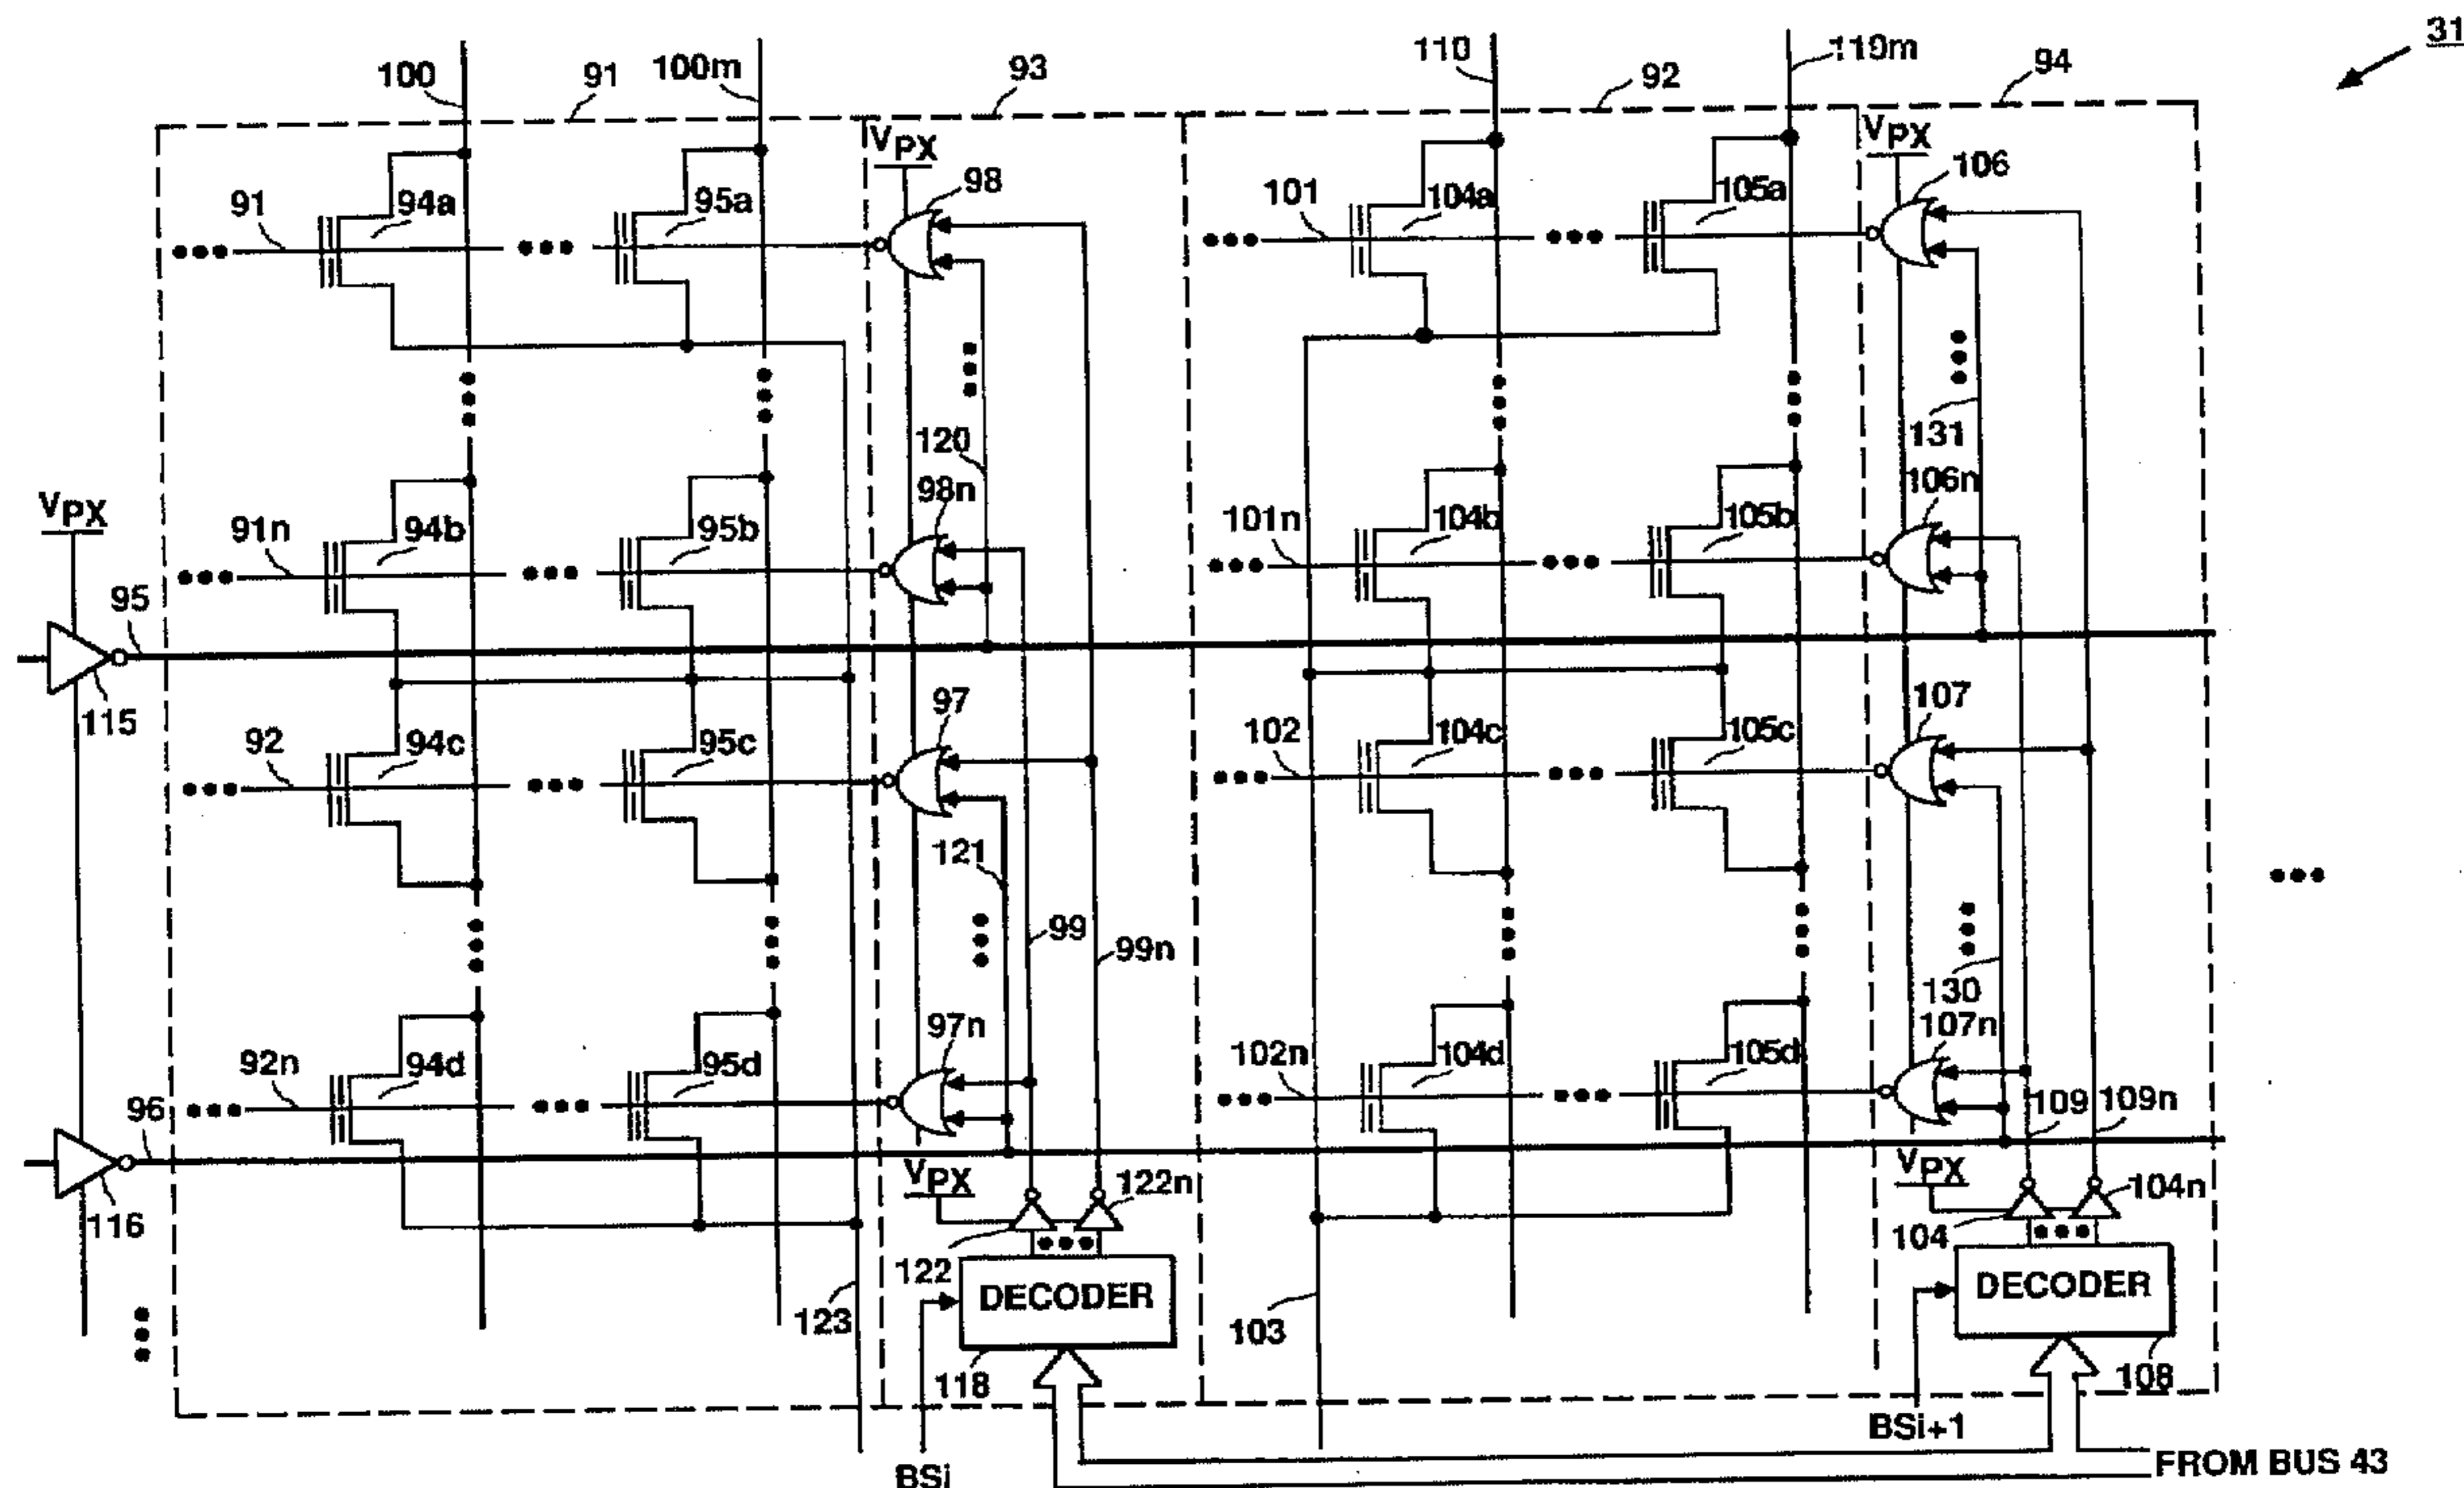 31
100
91
100m
93
110
92
110m
94
VPX
VPX
91
94a
95a
98
101
104a
105a
106
120
131
VPX
91n
94b
95b
98n
101n
104b
105b
106n
95
115
92
94c
95c
97
102
104c
105c
107
121
99
99n
130
96
92n
94d
95d
97n
102n
104d
105d
107n
109
109n
116
VPX
122n
VPX
104n
122
104
123
DECODER
103
DECODER
118
108
BSi
BSi+1
FROM BUS 43